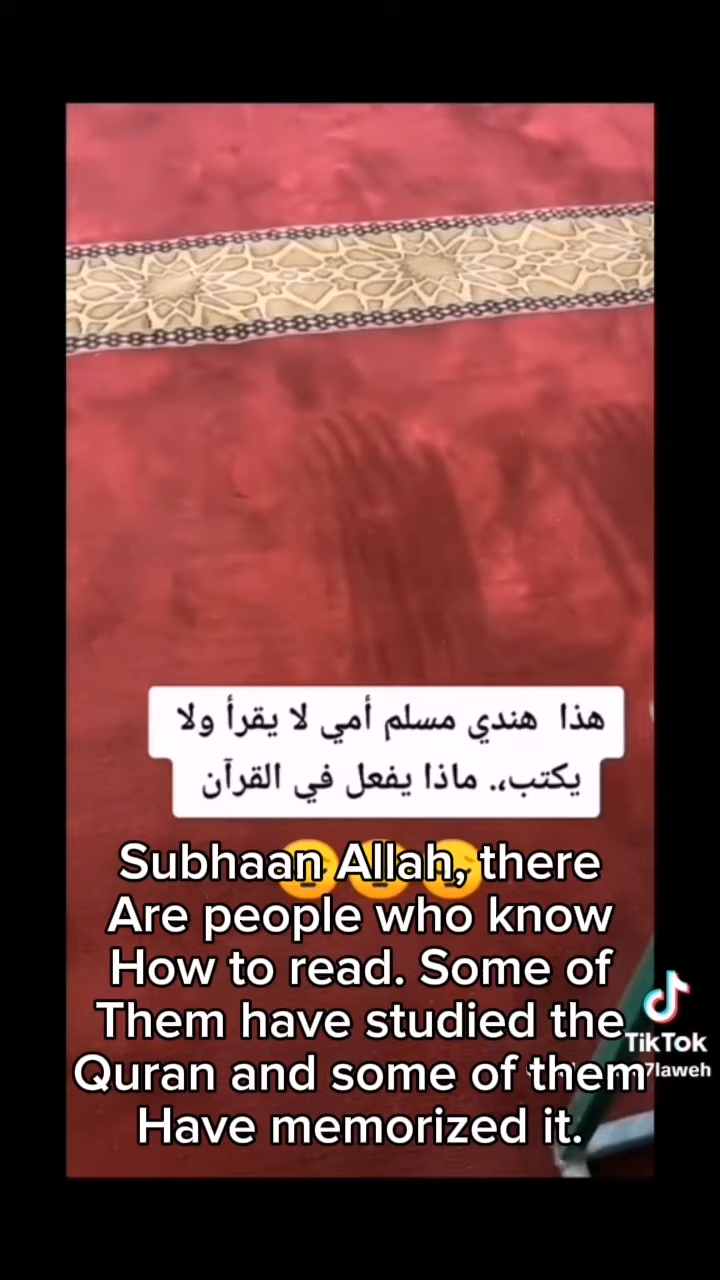 هذا هندي مسلم أمي لا يقرأ ولا
يكتب،. ماذا يفعل في القرآن
Subhaan Allah, there
Are people who know
How to read. Some of
Them have studied the
Quran and some of them
Have memorized it.
TikTok
7laweh